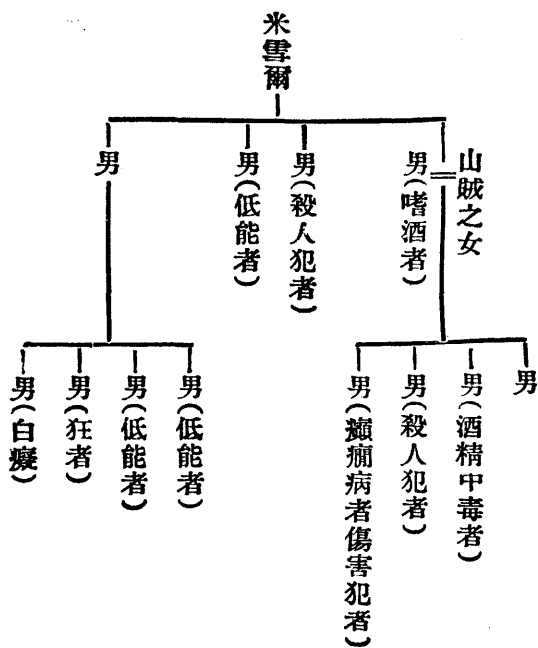 米雪爾
山賊之女
男(嗜酒者)
男(殺人犯者)
男(低能者)
男
男
男(酒精中毒者)
男(殺人犯者)
男(癲癇病者傷害犯者)
男(低能者)
男(低能者)
男(狂者)
男(白癡)